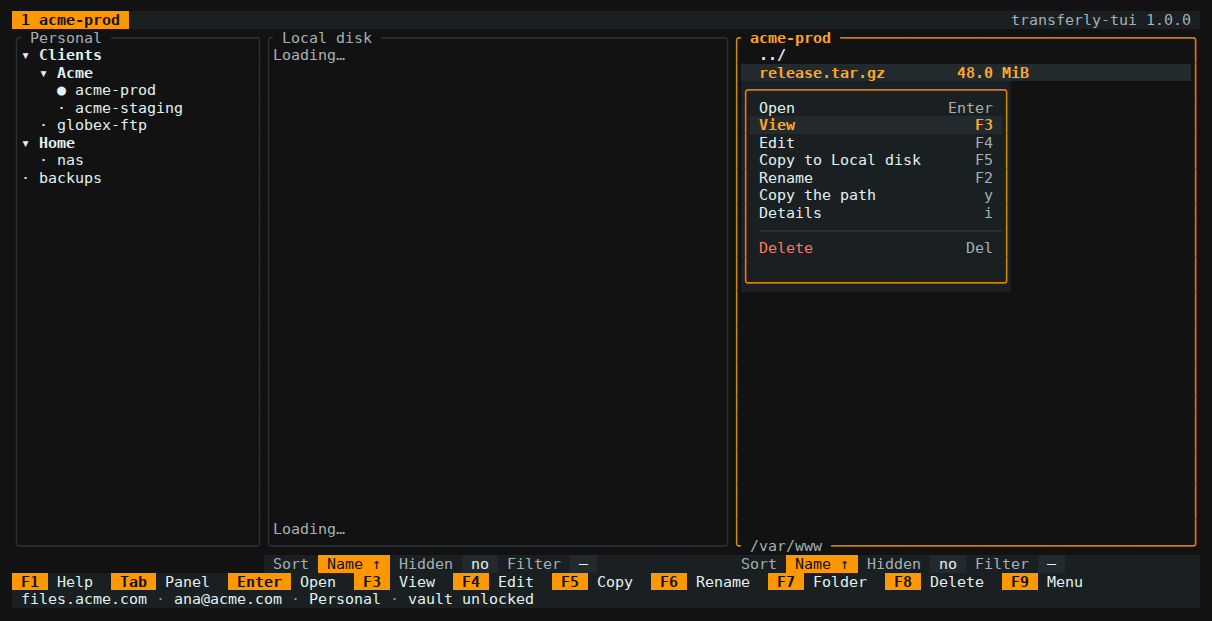 1 acme-prod transferly-tui 1.0.0
Personal Local disk acme-prod
▾ Clients Loading… ../
▾ Acme release.tar.gz 48.0 MiB
● acme-prod
· acme-staging Open Enter
· globex-ftp View F3
▾ Home Edit F4
· nas Copy to Local disk F5
· backups Rename F2
Copy the path y
Details i
Delete Del
Loading…
/var/www
Sort Name ↑ Hidden no Filter — Sort Name ↑ Hidden no Filter —
F1 Help Tab Panel Enter Open F3 View F4 Edit F5 Copy F6 Rename F7 Folder F8 Delete F9 Menu
files.acme.com · ana@acme.com · Personal · vault unlocked